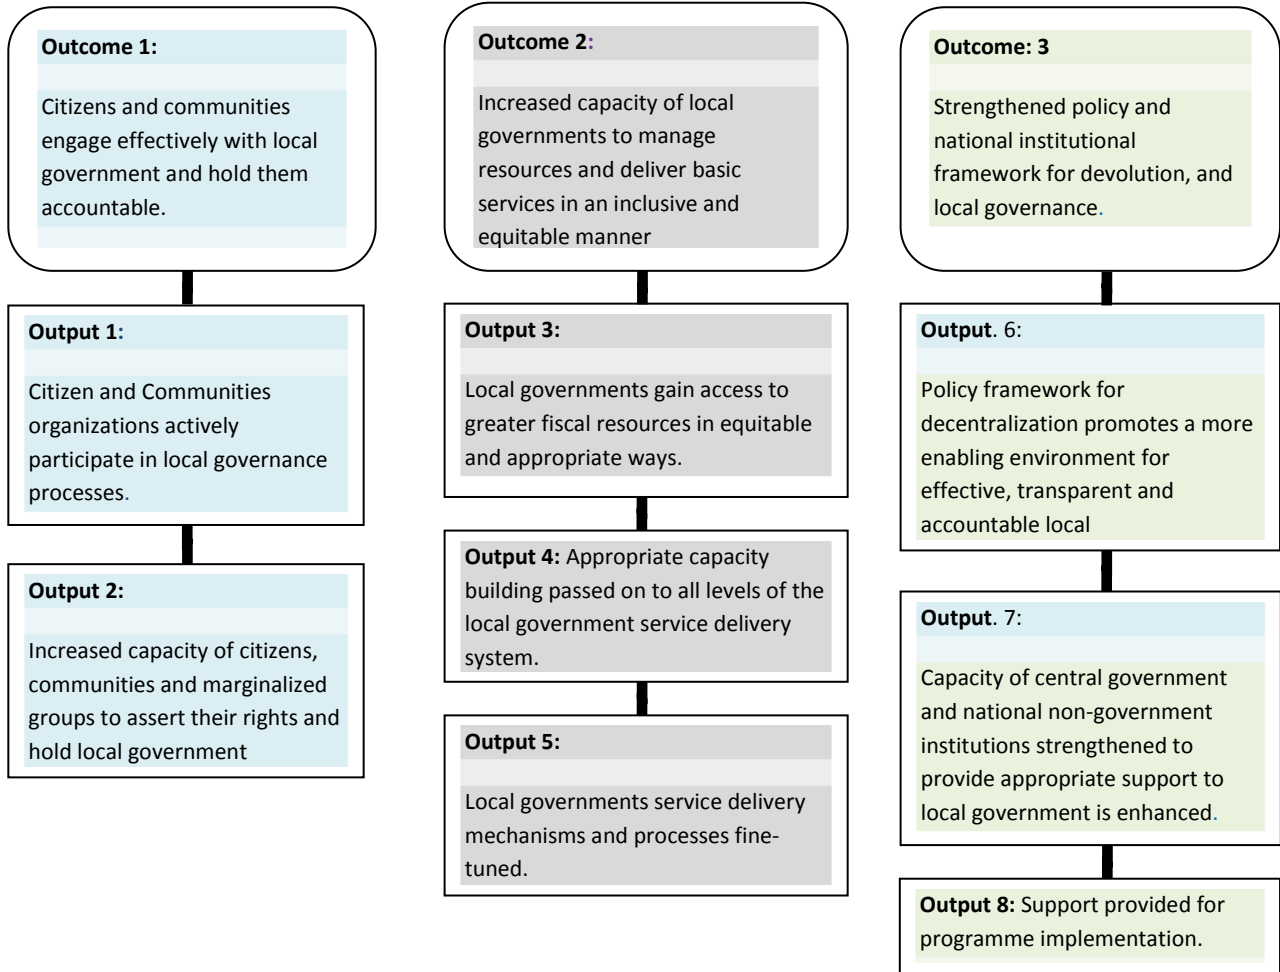 Outcome 1:
Citizens and communities
engage effectively with local
government and hold them
accountable.
Output 1:
Citizen and Communities
organizations actively
participate in local governance
processes.
Output 2:
Increased capacity of citizens,
communities and marginalized
groups to assert their rights and
hold local government
Outcome 2:
Increased capacity of local
governments to manage
resources and deliver basic
services in an inclusive and
equitable manner
Output 3:
Local governments gain access to
greater fiscal resources in equitable
and appropriate ways.
Output 4: Appropriate capacity
building passed on to all levels of the
local government service delivery
system.
Output 5:
Local governments service delivery
mechanisms and processes fine-
tuned.
Outcome: 3
Strengthened policy and
national institutional
framework for devolution, and
local governance.
Output. 6:
Policy framework for
decentralization promotes a more
enabling environment for
effective, transparent and
accountable local
Output. 7:
Capacity of central government
and national non-government
institutions strengthened to
provide appropriate support to
local government is enhanced.
Output 8: Support provided for
programme implementation.